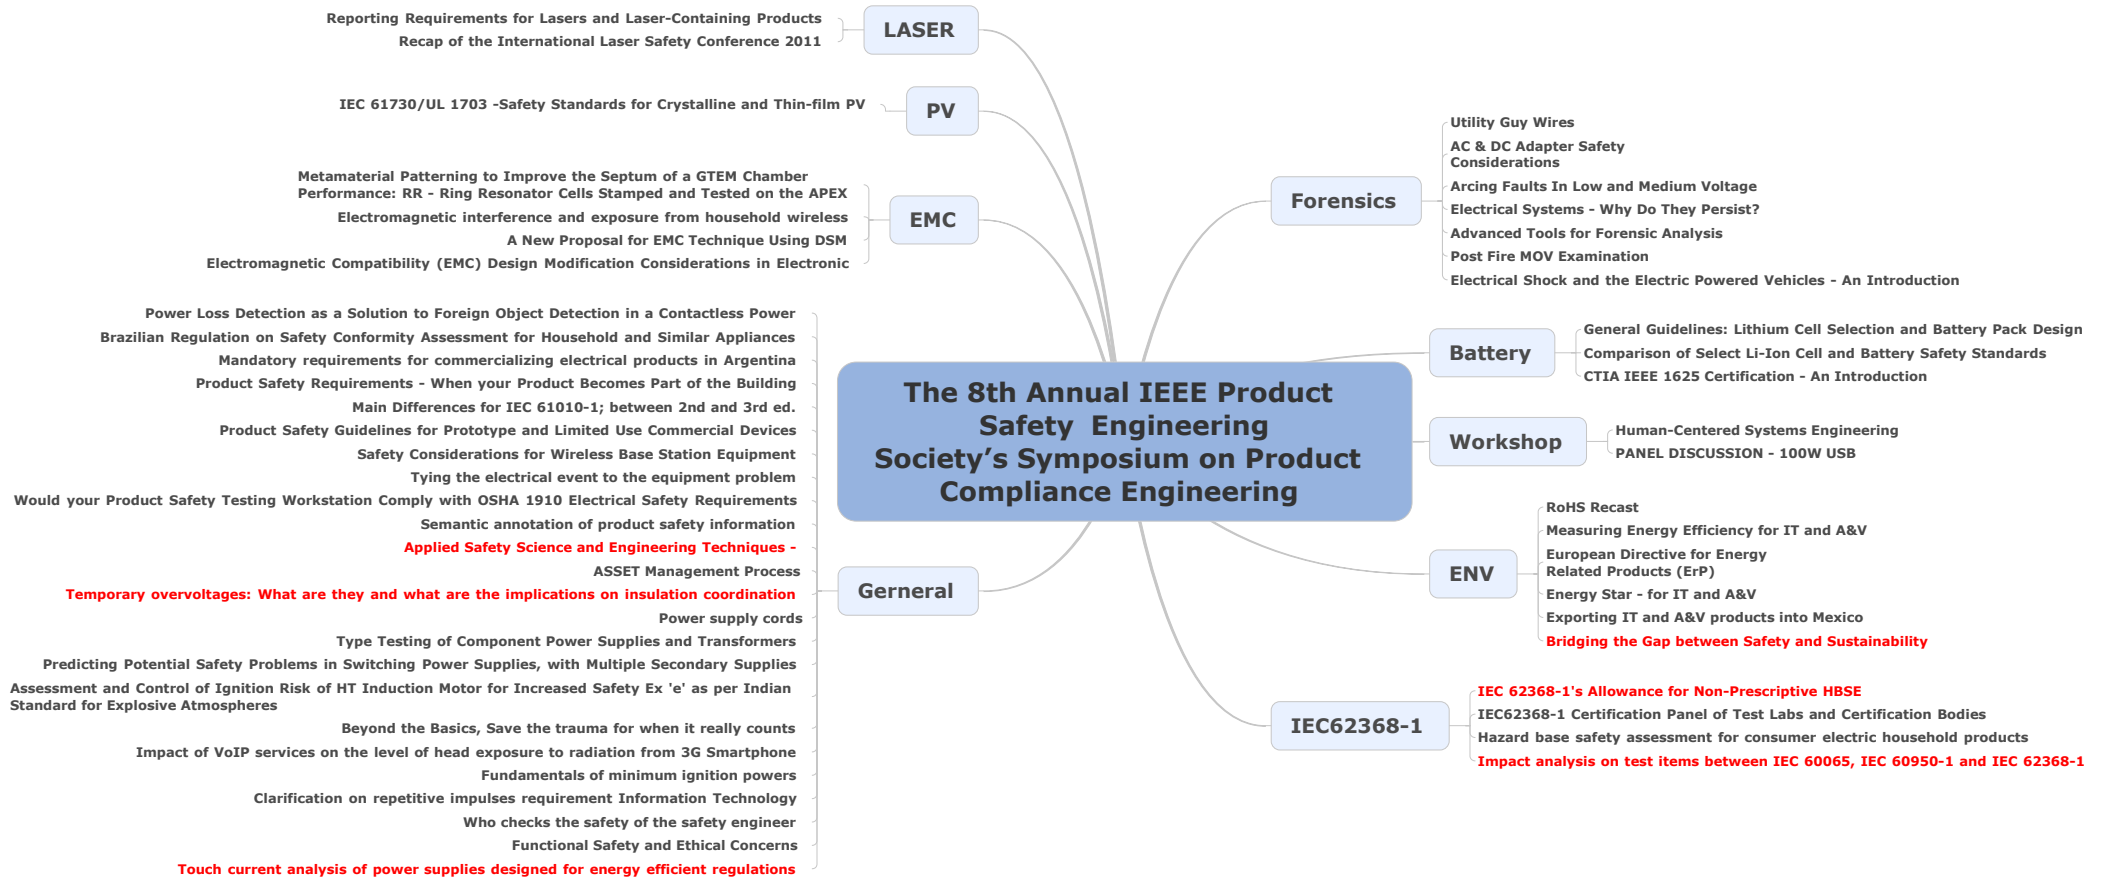 The 8th Annual IEEE Product
Safety  Engineering
Society’s Symposium on Product
Compliance Engineering
LASER
Reporting Requirements for Lasers and Laser-Containing Products
Recap of the International Laser Safety Conference 2011
PV
IEC 61730/UL 1703 -Safety Standards for Crystalline and Thin-film PV
EMC
Metamaterial Patterning to Improve the Septum of a GTEM Chamber
Performance: RR - Ring Resonator Cells Stamped and Tested on the APEX
Electromagnetic interference and exposure from household wireless
A New Proposal for EMC Technique Using DSM
Electromagnetic Compatibility (EMC) Design Modification Considerations in Electronic
Gerneral
Power Loss Detection as a Solution to Foreign Object Detection in a Contactless Power
Brazilian Regulation on Safety Conformity Assessment for Household and Similar Appliances
Mandatory requirements for commercializing electrical products in Argentina
Product Safety Requirements - When your Product Becomes Part of the Building
Main Differences for IEC 61010-1; between 2nd and 3rd ed.
Product Safety Guidelines for Prototype and Limited Use Commercial Devices
Safety Considerations for Wireless Base Station Equipment
Tying the electrical event to the equipment problem
Would your Product Safety Testing Workstation Comply with OSHA 1910 Electrical Safety Requirements
Semantic annotation of product safety information
Applied Safety Science and Engineering Techniques -
ASSET Management Process
Temporary overvoltages: What are they and what are the implications on insulation coordination
Power supply cords
Type Testing of Component Power Supplies and Transformers
Predicting Potential Safety Problems in Switching Power Supplies, with Multiple Secondary Supplies
Assessment and Control of Ignition Risk of HT Induction Motor for Increased Safety Ex 'e' as per Indian
Standard for Explosive Atmospheres
Beyond the Basics, Save the trauma for when it really counts
Impact of VoIP services on the level of head exposure to radiation from 3G Smartphone
Fundamentals of minimum ignition powers
Clarification on repetitive impulses requirement Information Technology
Who checks the safety of the safety engineer
Functional Safety and Ethical Concerns
Touch current analysis of power supplies designed for energy efficient regulations
Forensics
Utility Guy Wires
AC & DC Adapter Safety
Considerations
Arcing Faults In Low and Medium Voltage
Electrical Systems - Why Do They Persist?
Advanced Tools for Forensic Analysis
Post Fire MOV Examination
Electrical Shock and the Electric Powered Vehicles - An Introduction
Battery
General Guidelines: Lithium Cell Selection and Battery Pack Design
Comparison of Select Li-Ion Cell and Battery Safety Standards
CTIA IEEE 1625 Certification - An Introduction
Workshop
Human-Centered Systems Engineering
PANEL DISCUSSION - 100W USB
ENV
RoHS Recast
Measuring Energy Efficiency for IT and A&V
European Directive for Energy
Related Products (ErP)
Energy Star - for IT and A&V
Exporting IT and A&V products into Mexico
Bridging the Gap between Safety and Sustainability
IEC62368-1
IEC 62368-1's Allowance for Non-Prescriptive HBSE
IEC62368-1 Certification Panel of Test Labs and Certification Bodies
Hazard base safety assessment for consumer electric household products
Impact analysis on test items between IEC 60065, IEC 60950-1 and IEC 62368-1